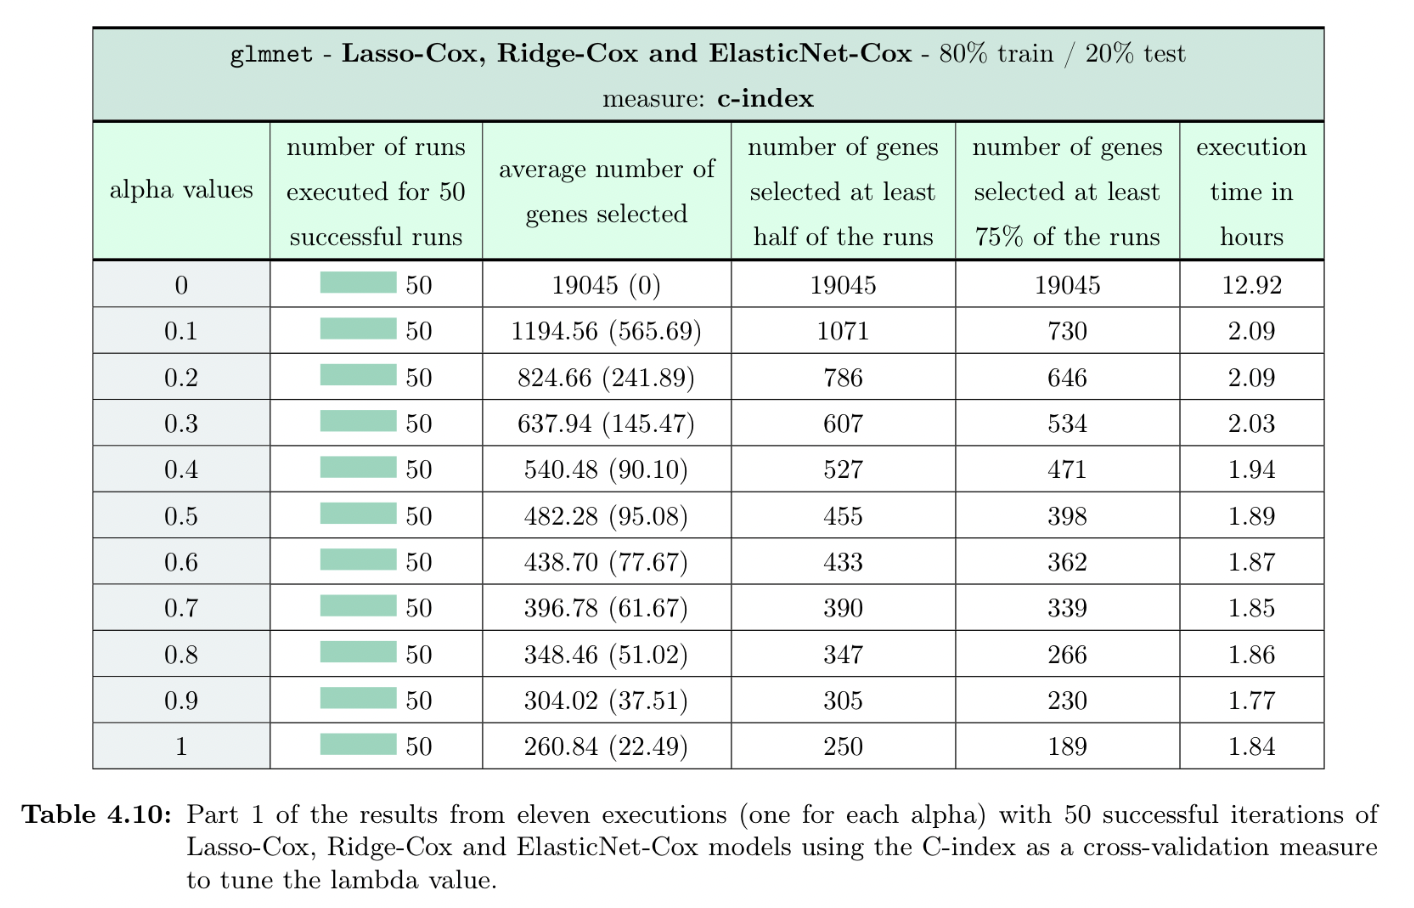 glmnet - Lasso-Cox, Ridge-Cox and ElasticNet-Cox - 80% train / 20% test
measure: c-index
alpha values
number of runs
executed for 50
successful runs
average number of
genes selected
number of genes
selected at least
half of the runs
number of genes
selected at least
75% of the runs
execution
time in
hours
0 50 19045 (0) 19045 19045 12.92
0.1 50 1194.56 (565.69) 1071 730 2.09
0.2 50 824.66 (241.89) 786 646 2.09
0.3 50 637.94 (145.47) 607 534 2.03
0.4 50 540.48 (90.10) 527 471 1.94
0.5 50 482.28 (95.08) 455 398 1.89
0.6 50 438.70 (77.67) 433 362 1.87
0.7 50 396.78 (61.67) 390 339 1.85
0.8 50 348.46 (51.02) 347 266 1.86
0.9 50 304.02 (37.51) 305 230 1.77
1 50 260.84 (22.49) 250 189 1.84
Table 4.10: Part 1 of the results from eleven executions (one for each alpha) with 50 successful iterations of
Lasso-Cox, Ridge-Cox and ElasticNet-Cox models using the C-index as a cross-validation measure
to tune the lambda value.